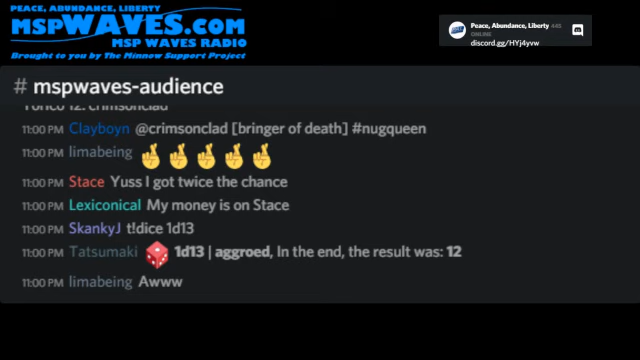 PEACE, ABUNDANCE, LIBERTY
MSPWAVES.COM
MSP WAVES RADIO
Brought to you by The Minnow Support Project
Peace, Abundance, Liberty 445
ONLINE
discord.gg/HYj4yvw
# mspwaves-audience
12: crimsonclad
11:00 PM Clayboyn @crimsonclad [bringer of death] #nugqueen
11:00 PM limabeing 🤞 🤞 🤞 🤞 🤞
11:00 PM Stace Yuss I got twice the chance
11:00 PM Lexiconical My money is on Stace
11:00 PM SkankyJ t!dice 1d13
11:00 PM Tatsumaki 🎲 1d13 | aggroed, In the end, the result was: 12
11:00 PM limabeing Awww